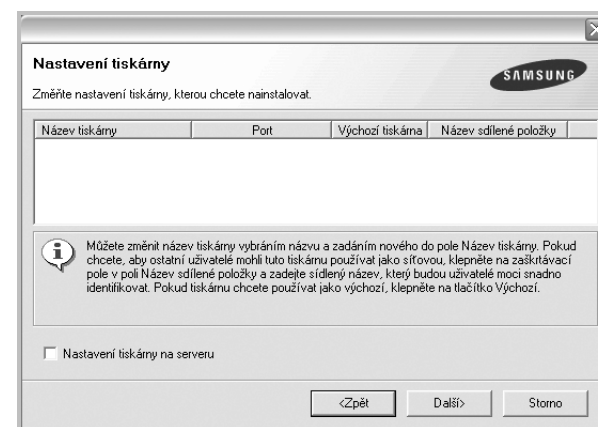 Nastavení tiskárny
SAMSUNG
Změňte nastavení tiskárny, kterou chcete nainstalovat.
Název tiskárny Port Výchozí tiskárna Název sdílené položky
Můžete změnit název tiskárny vybráním názvu a zadáním nového do pole Název tiskárny. Pokud
chcete, aby ostatní uživatelé mohli tuto tiskárnu používat jako síťovou, klepněte na zaškrtávací
pole v poli Název sdílené položky a zadejte sídlený název, který budou uživatelé moci snadno
identifikovat. Pokud tiskárnu chcete používat jako výchozí, klepněte na tlačítko Výchozí.
Nastavení tiskárny na serveru
<Zpět Další> Storno